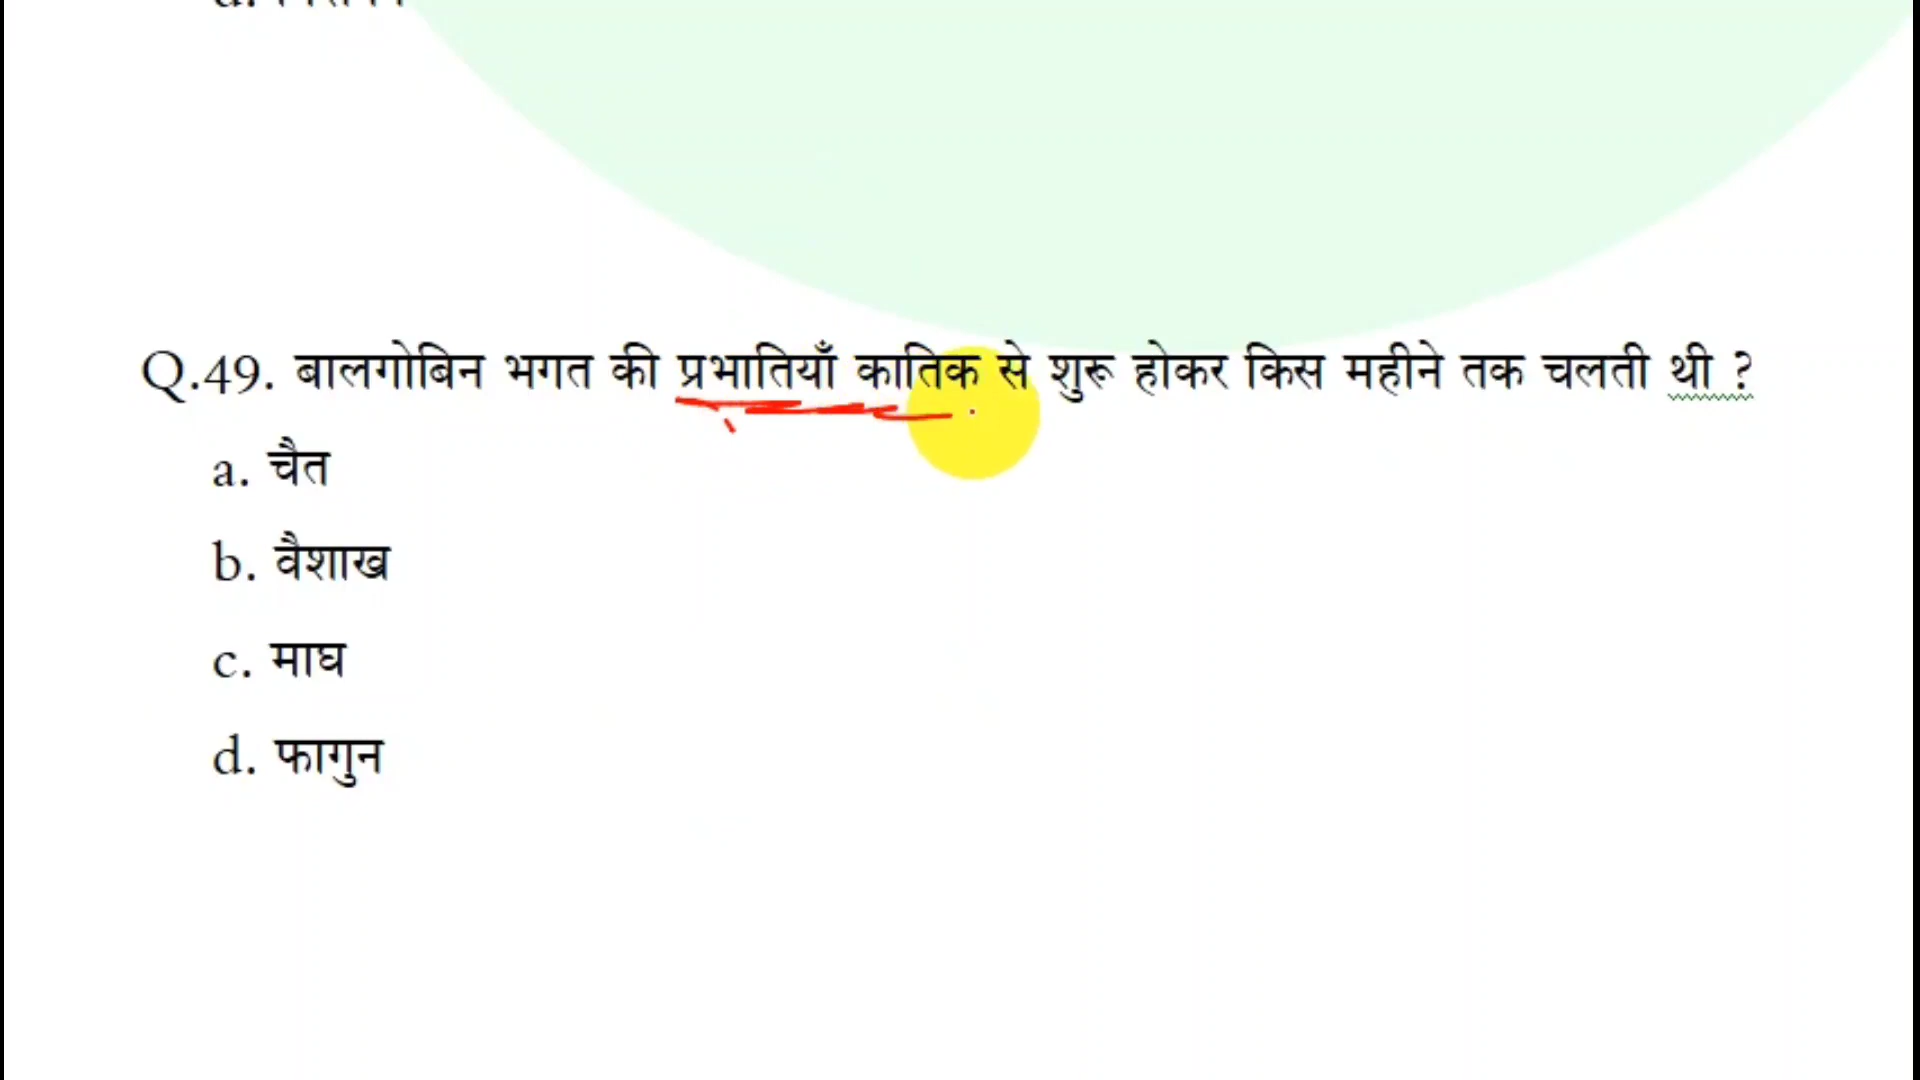 Q.49. बालगोबिन भगत की प्रभातियाँ कातिक से शुरू होकर किस महीने तक चलती थी ?
a. चैत
b. वैशाख
c. माघ
d. फागुन